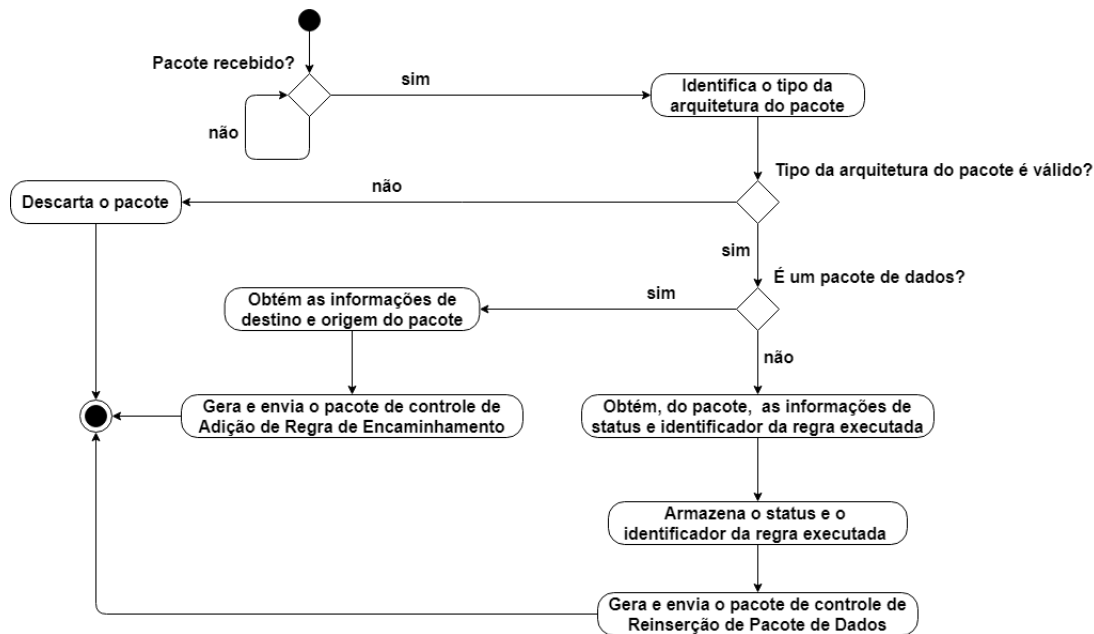 Pacote recebido?
sim
Identifica o tipo da
arquitetura do pacote
não
Tipo da arquitetura do pacote é válido?
não
Descarta o pacote
sim
É um pacote de dados?
sim
Obtém as informações de
destino e origem do pacote
não
Gera e envia o pacote de controle de
Adição de Regra de Encaminhamento
Obtém, do pacote, as informações de
status e identificador da regra executada
Armazena o status e o
identificador da regra executada
Gera e envia o pacote de controle de
Reinserção de Pacote de Dados